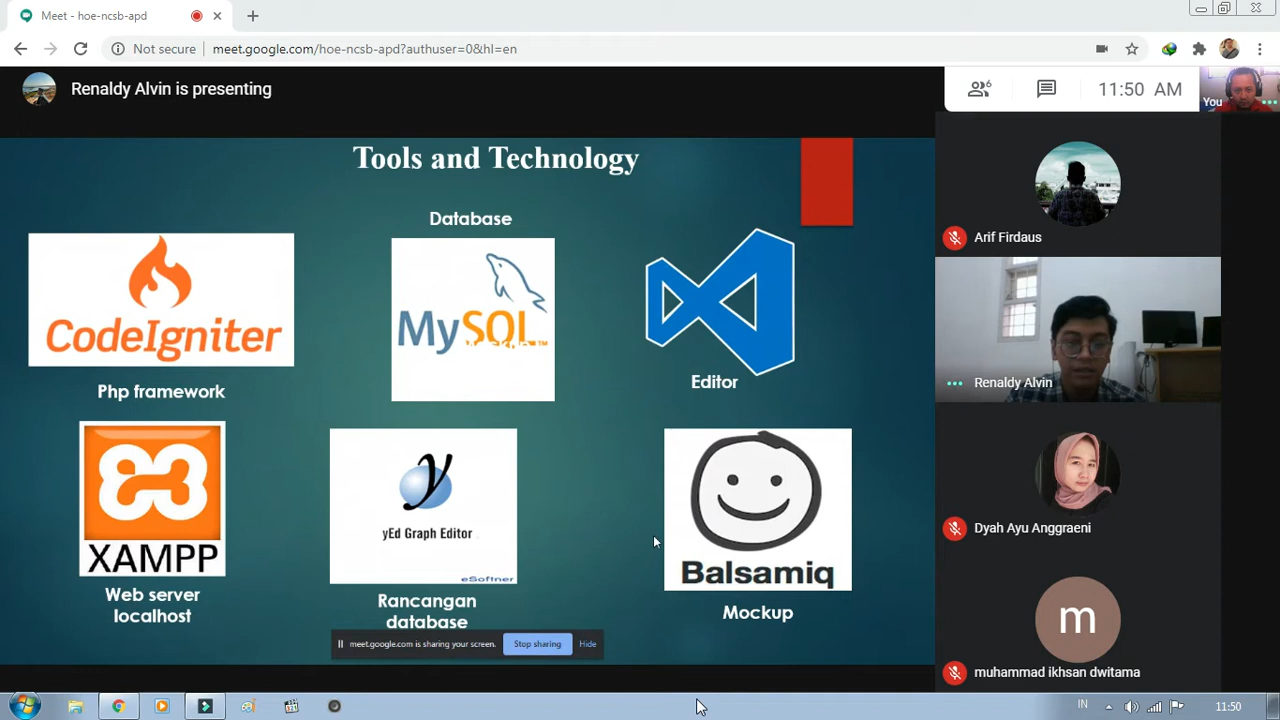 Meet - hoe-ncsb-apd
Not secure
meet.google.com/hoe-ncsb-apd?authuser=0&hl=en
Renaldy Alvin is presenting
6
11:50 AM
You
Tools and Technology
Database
CodeIgniter
MySQL
Php framework
Editor
XAMPP
y
yEd Graph Editor
eSoftner
Balsamiq
Web server
localhost
Rancangan
database
Mockup
meet.google.com is sharing your screen.
Stop sharing
Hide
Arif Firdaus
Renaldy Alvin
Dyah Ayu Anggraeni
m
muhammad ikhsan dwitama
IN
11:50